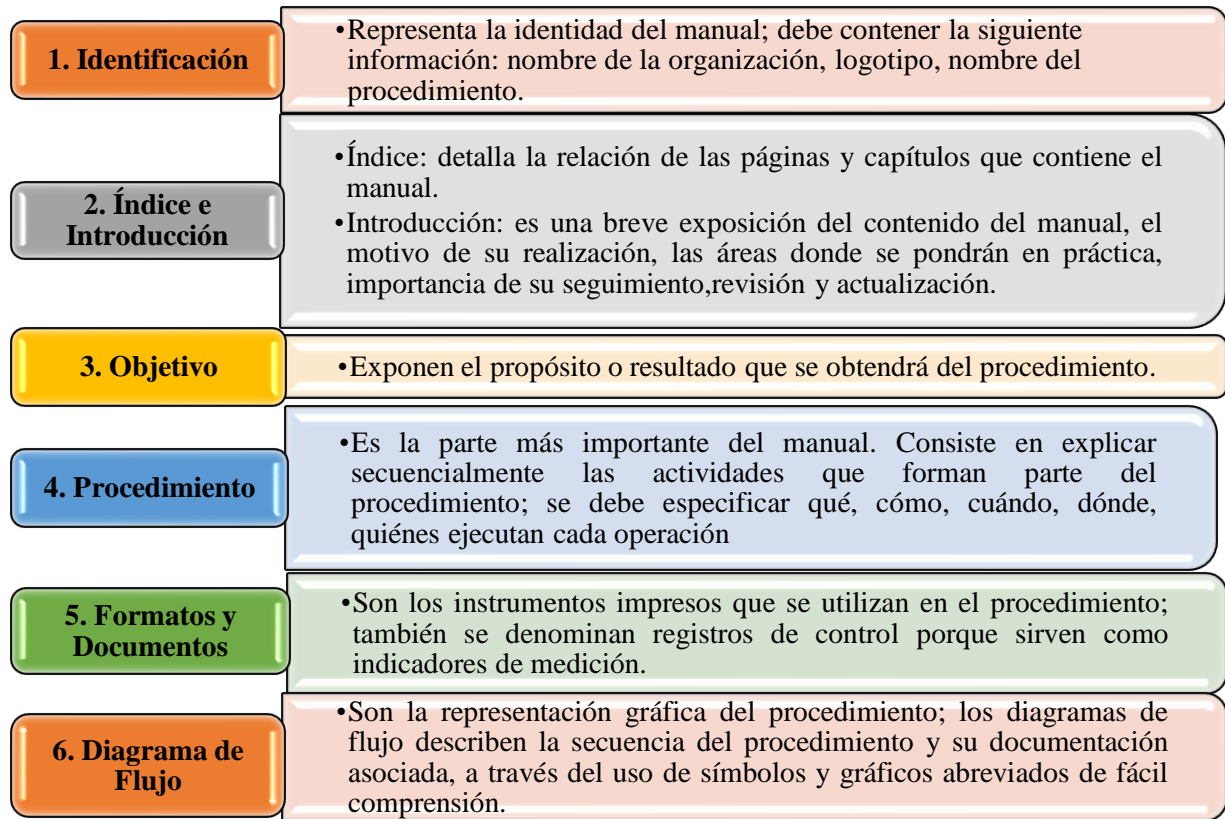 1. Identificación
•Representa la identidad del manual; debe contener la siguiente
información: nombre de la organización, logotipo, nombre del
procedimiento.
2. Índice e
Introducción
•Índice: detalla la relación de las páginas y capítulos que contiene el
manual.
•Introducción: es una breve exposición del contenido del manual, el
motivo de su realización, las áreas donde se pondrán en práctica,
importancia de su seguimiento,revisión y actualización.
3. Objetivo
•Exponen el propósito o resultado que se obtendrá del procedimiento.
4. Procedimiento
•Es la parte más importante del manual. Consiste en explicar
secuencialmente las actividades que forman parte del
procedimiento; se debe especificar qué, cómo, cuándo, dónde,
quiénes ejecutan cada operación
5. Formatos y
Documentos
•Son los instrumentos impresos que se utilizan en el procedimiento;
también se denominan registros de control porque sirven como
indicadores de medición.
6. Diagrama de
Flujo
•Son la representación gráfica del procedimiento; los diagramas de
flujo describen la secuencia del procedimiento y su documentación
asociada, a través del uso de símbolos y gráficos abreviados de fácil
comprensión.